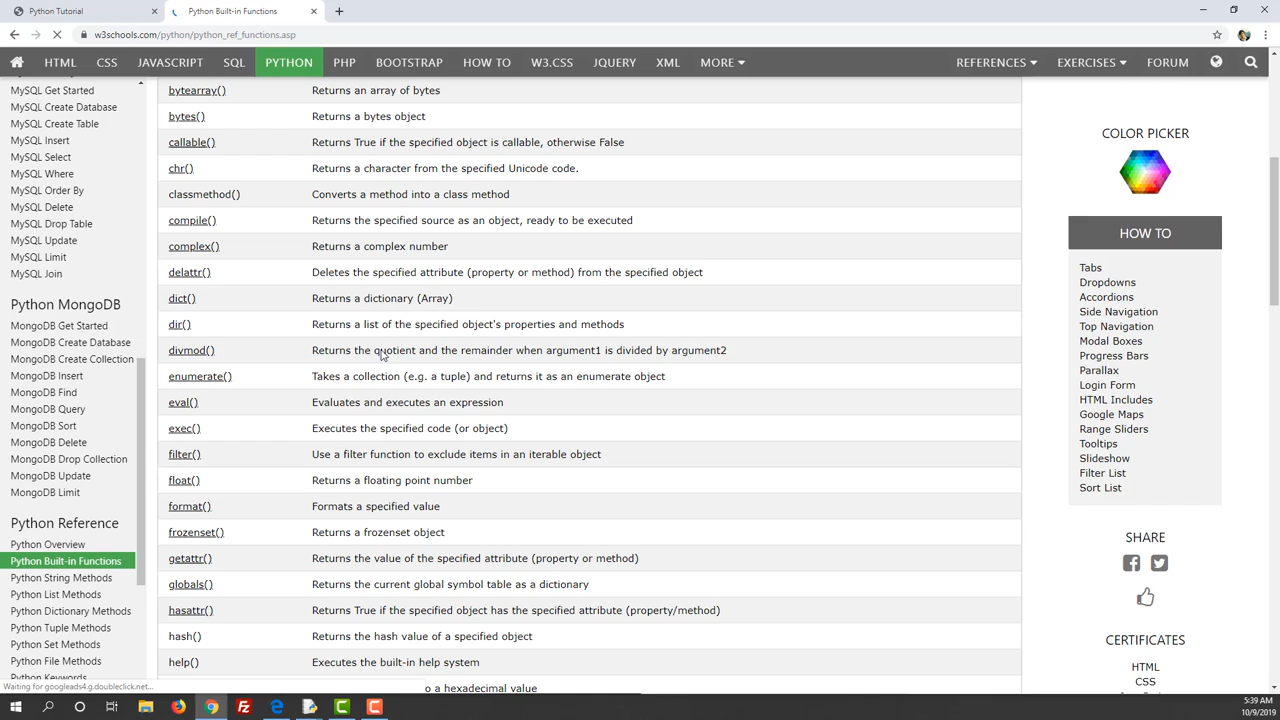 Python Tutorial
Python Built-in Functions
w3schools.com/python/python_ref_functions.asp
HTML CSS JAVASCRIPT SQL PYTHON PHP BOOTSTRAP HOW TO W3.CSS JQUERY XML MORE REFERENCES EXERCISES FORUM
MySQL Get Started
MySQL Create Database
MySQL Create Table
MySQL Insert
MySQL Select
MySQL Where
MySQL Order By
MySQL Delete
MySQL Drop Table
MySQL Update
MySQL Limit
MySQL Join
Python MongoDB
MongoDB Get Started
MongoDB Create Database
MongoDB Create Collection
MongoDB Insert
MongoDB Find
MongoDB Query
MongoDB Sort
MongoDB Delete
MongoDB Drop Collection
MongoDB Update
MongoDB Limit
Python Reference
Python Overview
Python Built-in Functions
Python String Methods
Python List Methods
Python Dictionary Methods
Python Tuple Methods
Python Set Methods
Python File Methods
Python Keywords
bytearray() Returns an array of bytes
bytes() Returns a bytes object
callable() Returns True if the specified object is callable, otherwise False
chr() Returns a character from the specified Unicode code.
classmethod() Converts a method into a class method
compile() Returns the specified source as an object, ready to be executed
complex() Returns a complex number
delattr() Deletes the specified attribute (property or method) from the specified object
dict() Returns a dictionary (Array)
dir() Returns a list of the specified object's properties and methods
divmod() Returns the quotient and the remainder when argument1 is divided by argument2
enumerate() Takes a collection (e.g. a tuple) and returns it as an enumerate object
eval() Evaluates and executes an expression
exec() Executes the specified code (or object)
filter() Use a filter function to exclude items in an iterable object
float() Returns a floating point number
format() Formats a specified value
frozenset() Returns a frozenset object
getattr() Returns the value of the specified attribute (property or method)
globals() Returns the current global symbol table as a dictionary
hasattr() Returns True if the specified object has the specified attribute (property/method)
hash() Returns the hash value of a specified object
help() Executes the built-in help system
o a hexadecimal value
COLOR PICKER
HOW TO
Tabs
Dropdowns
Accordions
Side Navigation
Top Navigation
Modal Boxes
Progress Bars
Parallax
Login Form
HTML Includes
Google Maps
Range Sliders
Tooltips
Slideshow
Filter List
Sort List
SHARE
CERTIFICATES
HTML
CSS
Waiting for googleads4.g.doubleclick.net...
5:39 AM
10/9/2019